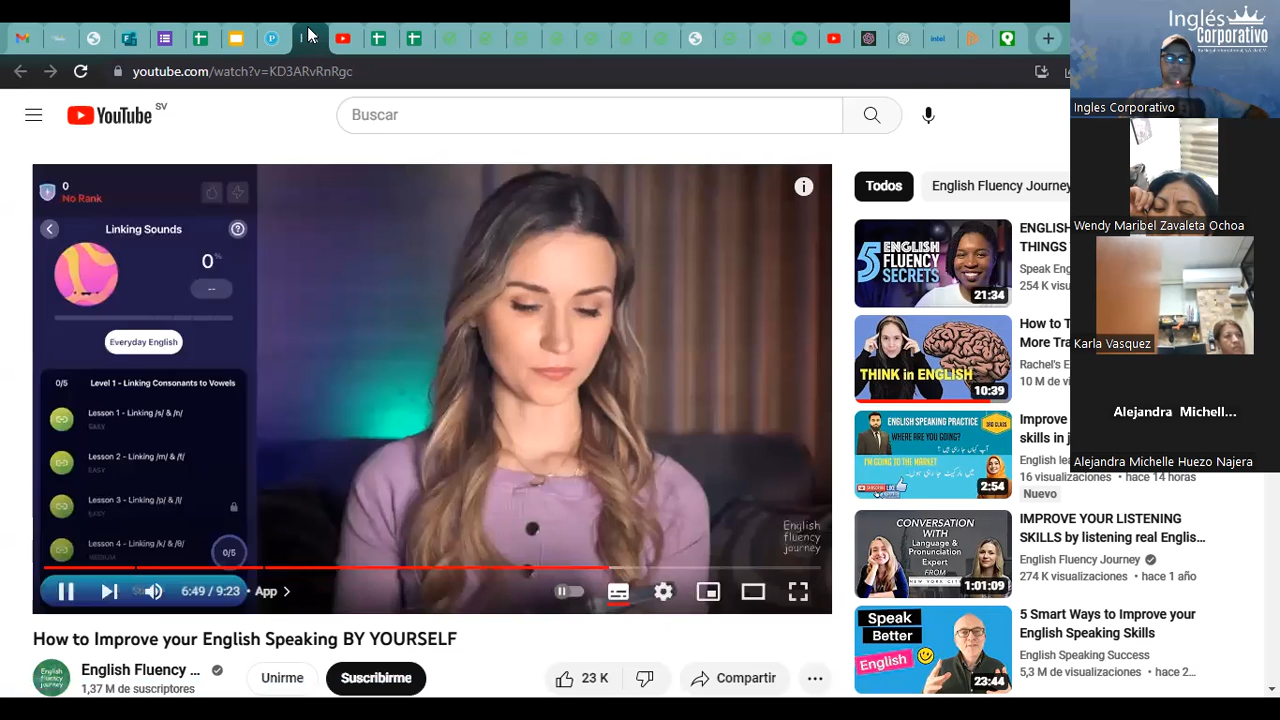 youtube.com/watch?v=KD3ARvRnRgc
YouTube SV
Buscar
0
No Rank
Linking Sounds
0%
--
Everyday English
0/5 Level 1 - Linking Consonants to Vowels
Lesson 1 - Linking /s/ & /n/
EASY
Lesson 2 - Linking /m/ & /f/
EASY
Lesson 3 - Linking /p/ & /l/
EASY
Lesson 4 - Linking /k/ & /θ/
MEDIUM
0/5
English
fluency
journey
6:49 / 9:23 • App
How to Improve your English Speaking BY YOURSELF
English Fluency ...
1,37 M de suscriptores
Unirme
Suscribirme
23 K
Compartir
Todos
English Fluency Journey
5 ENGLISH
FLUENCY
SECRETS
21:34
ENGLISH
THINGS
Speak Eng
254 K visu
THINK in ENGLISH
10:39
How to T
More Tra
Rachel's E
10 M de vi
ENGLISH SPEAKING PRACTICE
3RD CLASS
WHERE ARE YOU GOING?
I'M GOING TO THE MARKET
2:54
Improve
skills in j
English lea
16 visualizaciones • hace 14 horas
Nuevo
CONVERSATION
WITH
Language &
Pronunciation
Expert
FROM
NEW YORK CITY
1:01:09
IMPROVE YOUR LISTENING
SKILLS by listening real Englis...
English Fluency Journey
274 K visualizaciones • hace 1 año
Speak
Better
English
23:44
5 Smart Ways to Improve your
English Speaking Skills
English Speaking Success
5,3 M de visualizaciones • hace 2...
Inglés
Corporativo
Ingles Corporativo
Wendy Maribel Zavaleta Ochoa
Karla Vasquez
Alejandra Michell...
Alejandra Michelle Huezo Najera